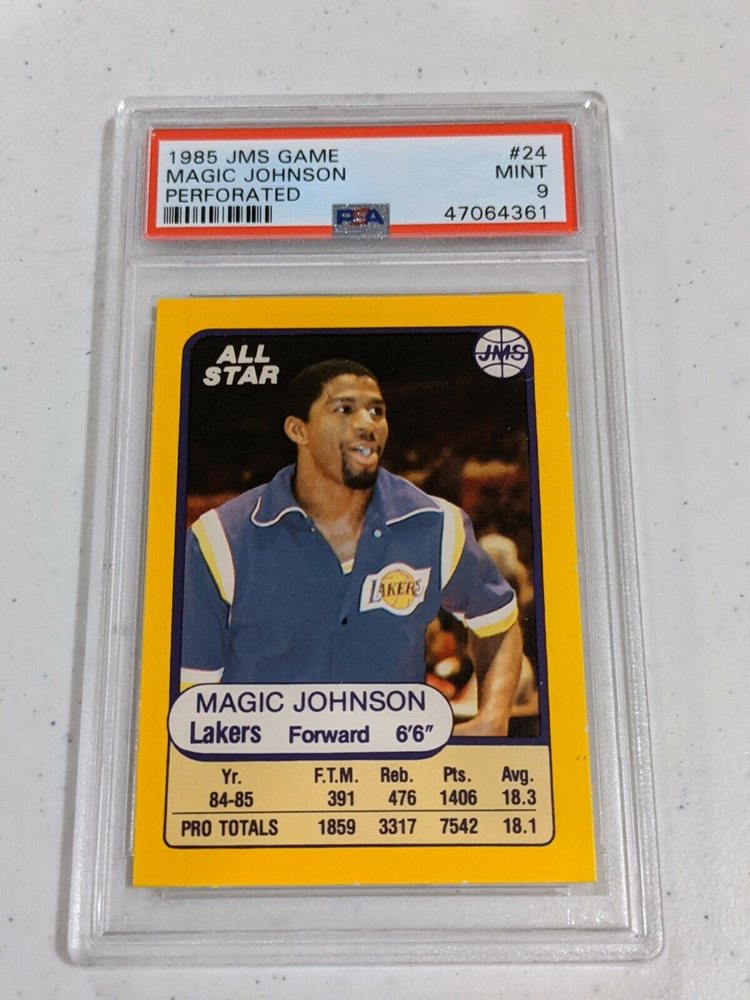 1985 JMS GAME #24
MAGIC JOHNSON MINT
PERFORATED 9
PSA 47064361
ALL
STAR
JMS
LAKERS
MAGIC JOHNSON
Lakers Forward 6'6"
Yr. F.T.M. Reb. Pts. Avg.
84-85 391 476 1406 18.3
PRO TOTALS 1859 3317 7542 18.1